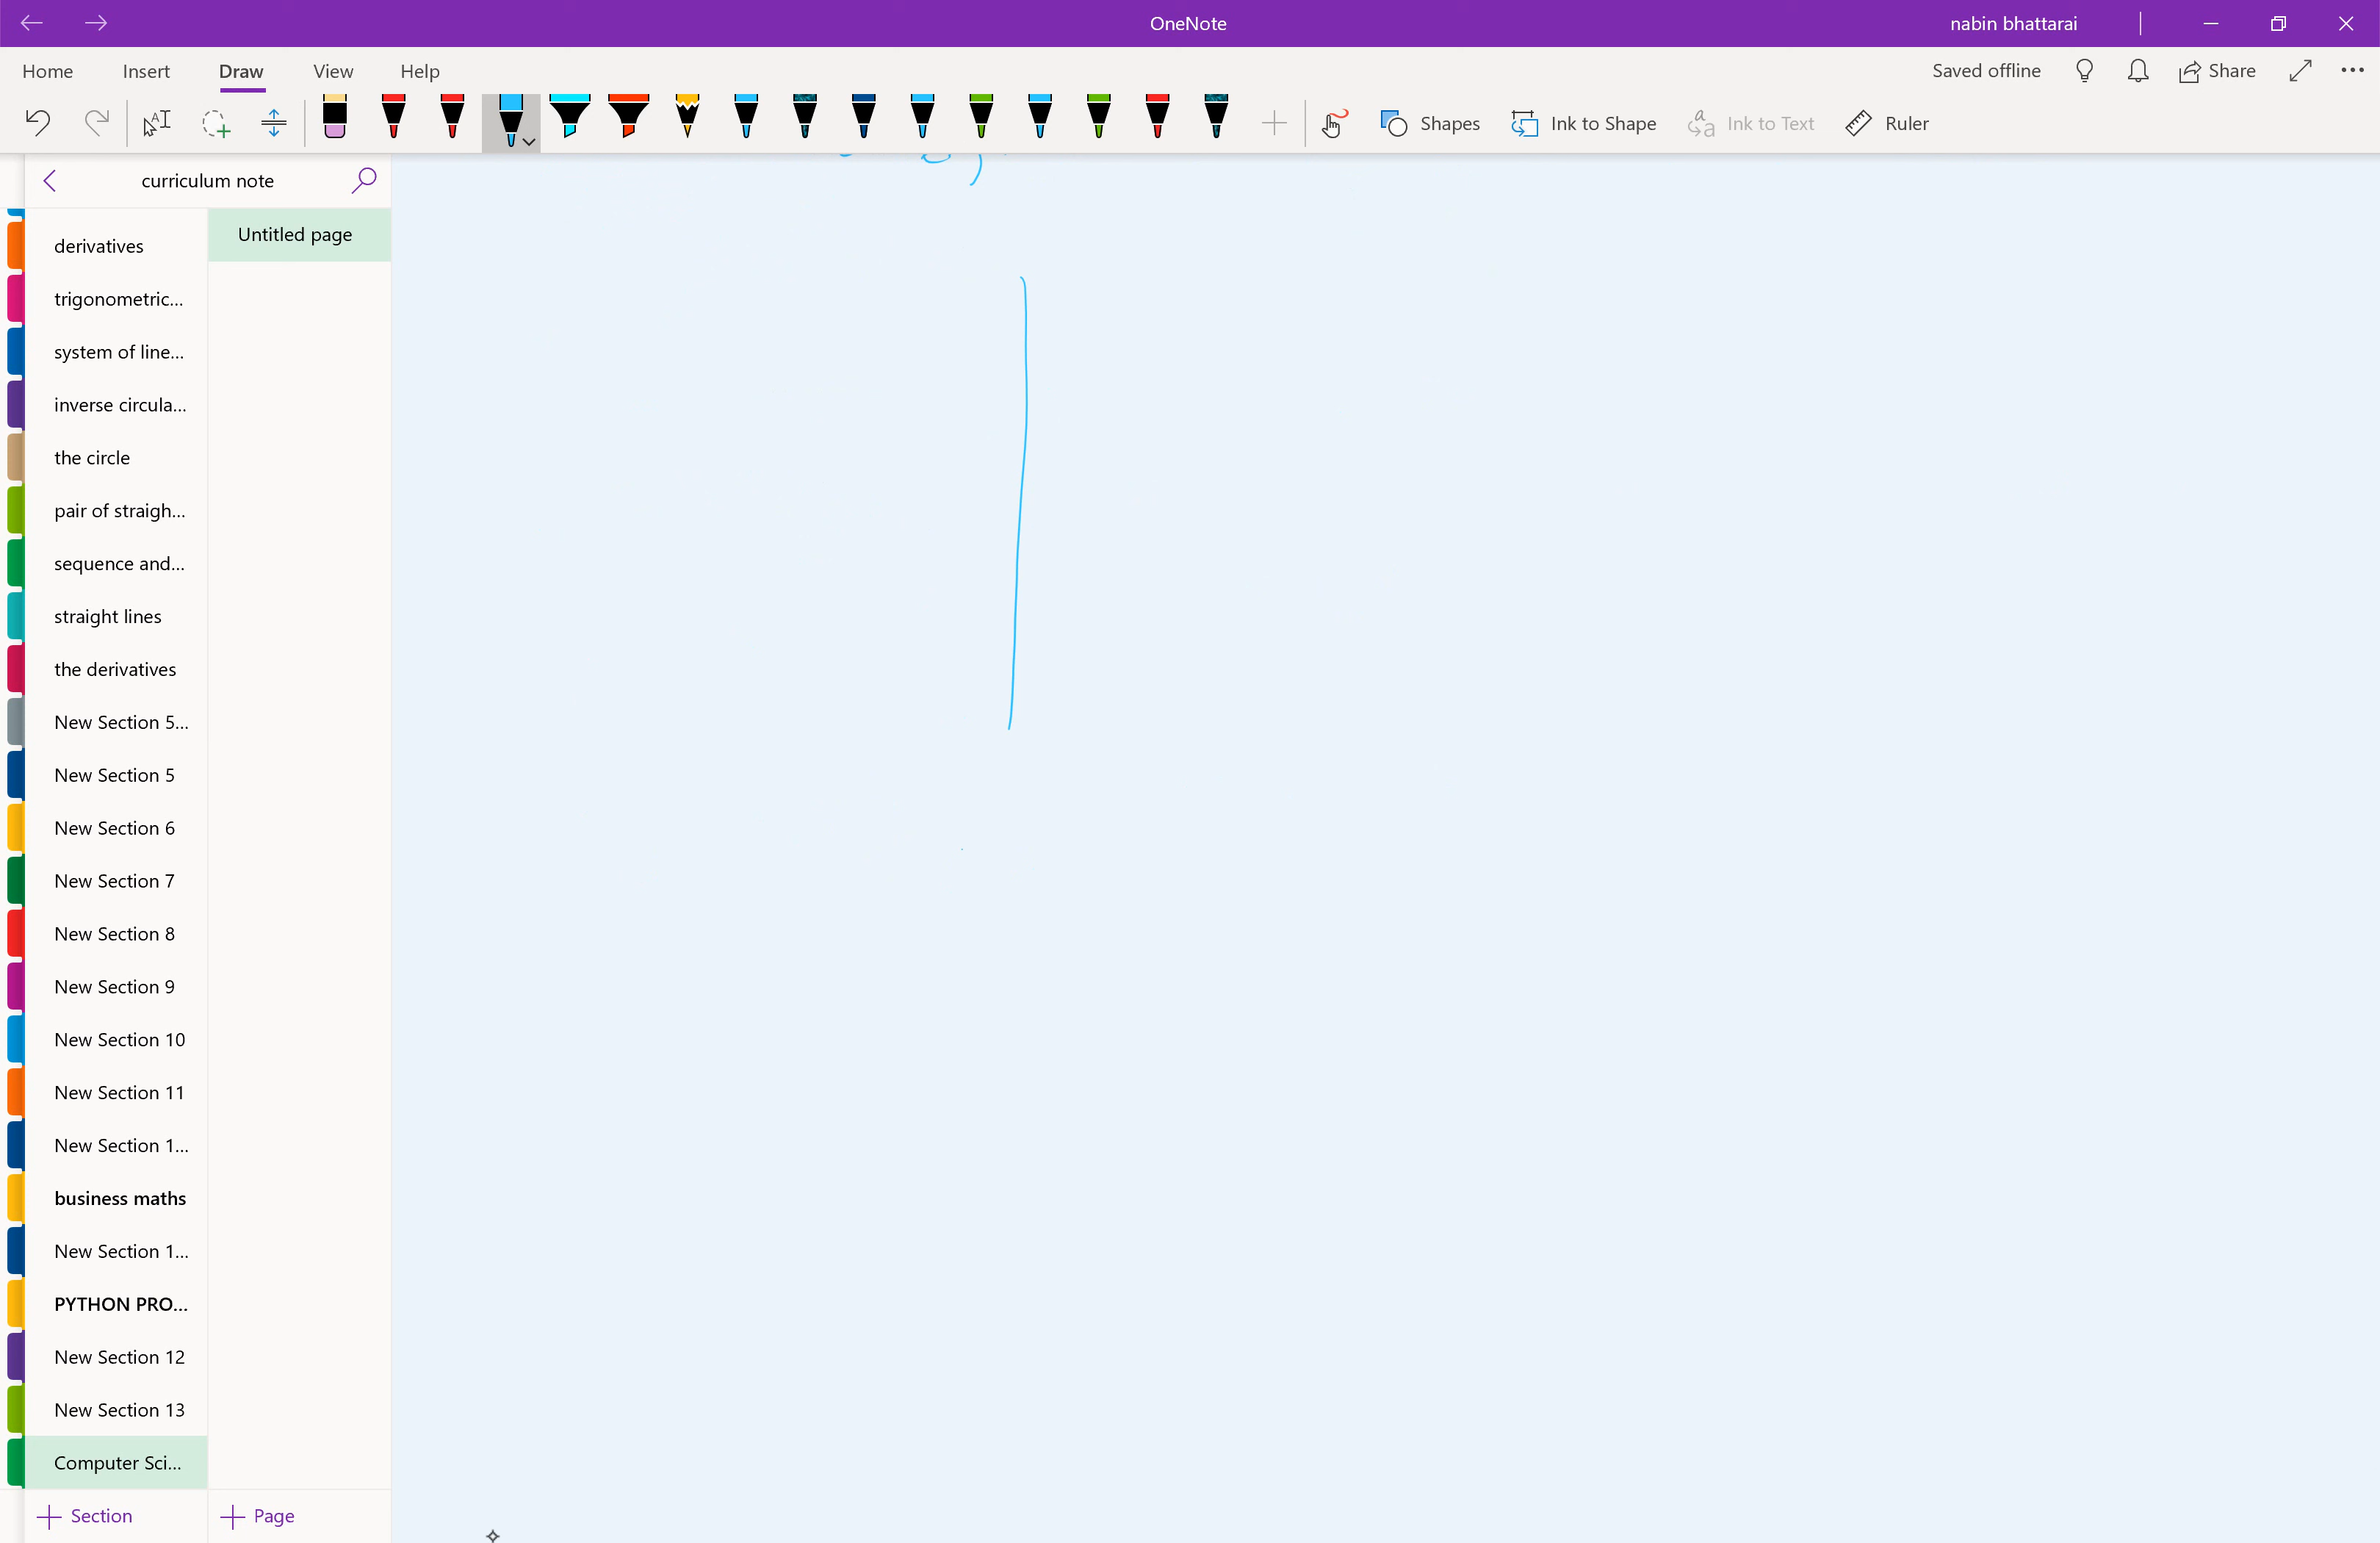 OneNote
nabin bhattarai
Home Insert Draw View Help
Saved offline
Share
Shapes
Ink to Shape
Ink to Text
Ruler
curriculum note
Untitled page
derivatives
trigonometric...
system of line...
inverse circula...
the circle
pair of straigh...
sequence and...
straight lines
the derivatives
New Section 5...
New Section 5
New Section 6
New Section 7
New Section 8
New Section 9
New Section 10
New Section 11
New Section 1...
business maths
New Section 1...
PYTHON PRO...
New Section 12
New Section 13
Computer Sci...
Section
Page